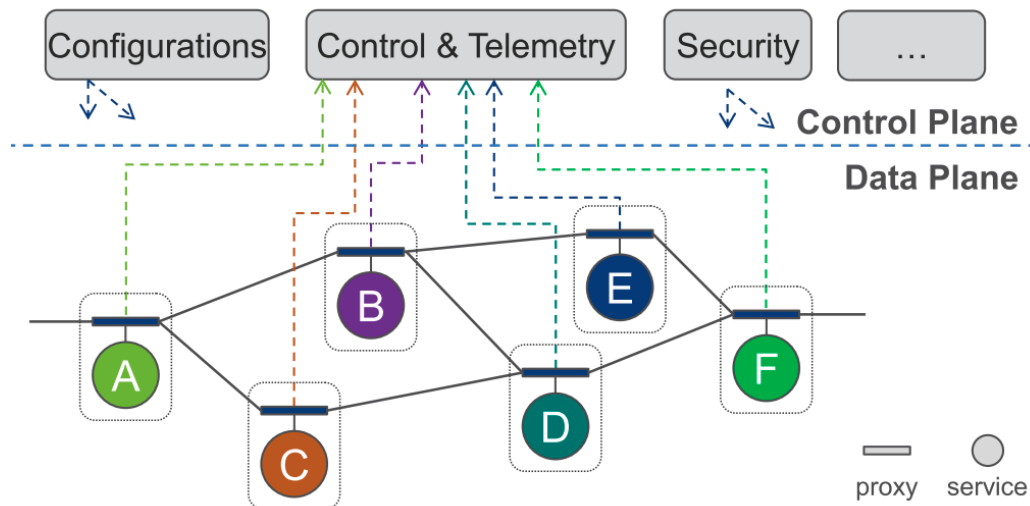 Configurations
Control & Telemetry
Security
...
Control Plane
Data Plane
E
B
A
F
D
C
proxy
service